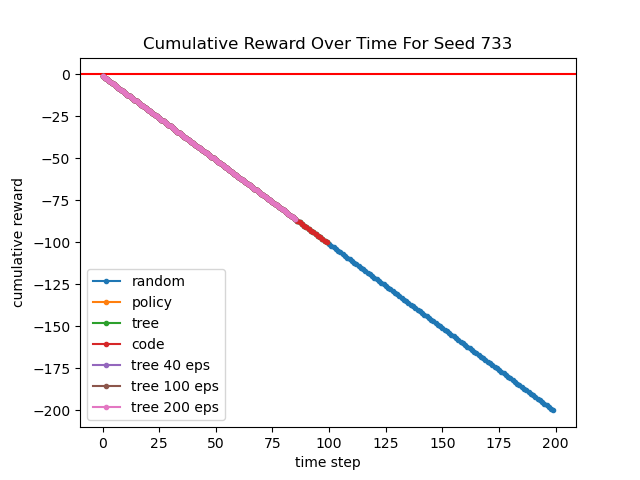 Cumulative Reward Over Time For Seed 733
0
−25
−50
−75
−100
−125
−150
−175
−200
cumulative reward
random
policy
tree
code
tree 40 eps
tree 100 eps
tree 200 eps
0 25 50 75 100 125 150 175 200
time step